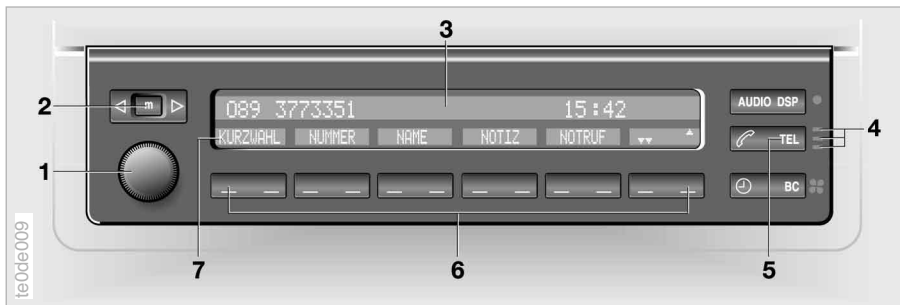 3
m
2
089 3773351 15:42
AUDIO DSP
4
KURZWAHL NUMMER NAME NOTIZ NOTRUF
TEL
1
BC
7
6
5
te0de009